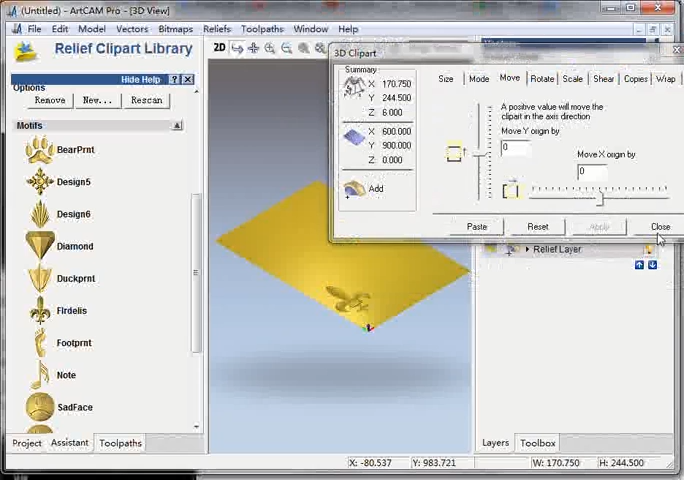 (Untitled) - ArtCAM Pro - [3D View]
File Edit Model Vectors Bitmaps Reliefs Toolpaths Window Help
Relief Clipart Library
2D
Hide Help ?
Options
Remove New... Rescan
Motifs
BearPrnt
Design5
Design6
Diamond
Duckprnt
Flrdelis
Footprnt
Note
SadFace
Project Assistant Toolpaths
3D Clipart
Summary
X 170.750
Y 244.500
Z 6.000
X 600.000
Y 900.000
Z 0.000
Add
Size Mode Move Rotate Scale Shear Copies Wrap
A positive value will move the
clipart in the axis direction
Move Y origin by
0
Move X origin by
0
Paste Reset Apply Close
Relief Layer
Layers Toolbox
X: -80.537 Y: 983.721 W: 170.750 H: 244.500